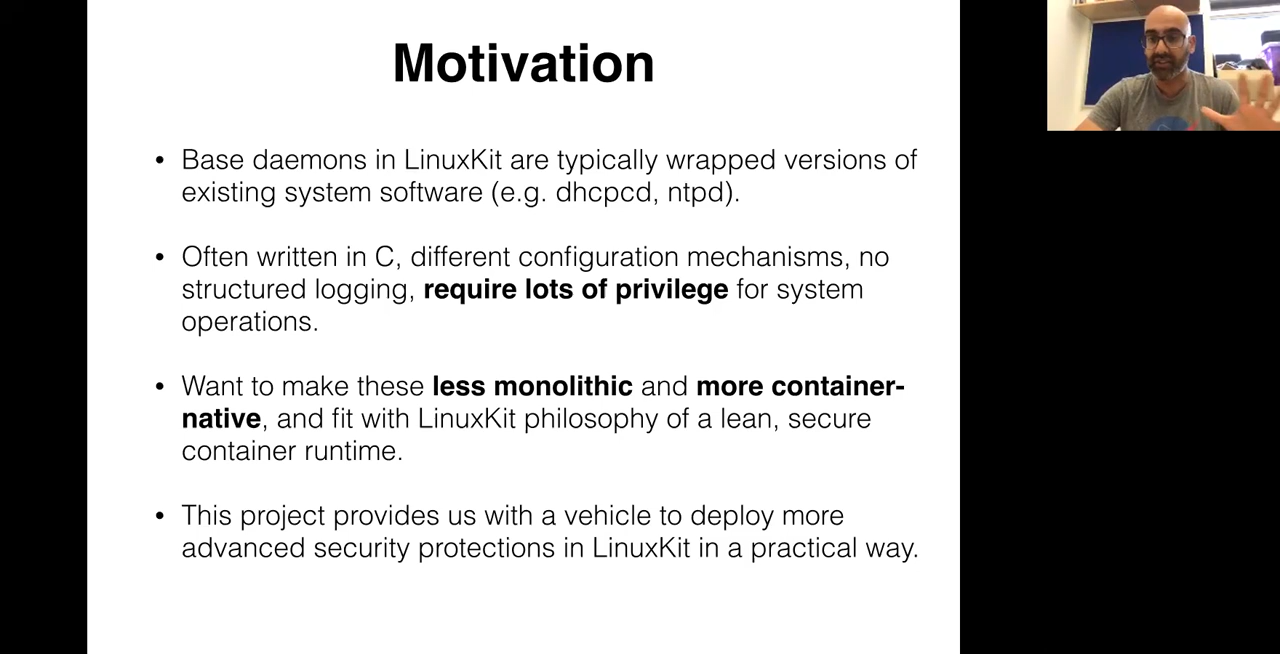 Motivation
• Base daemons in LinuxKit are typically wrapped versions of
existing system software (e.g. dhcpcd, ntpd).
• Often written in C, different configuration mechanisms, no
structured logging, require lots of privilege for system
operations.
• Want to make these less monolithic and more container-
native, and fit with LinuxKit philosophy of a lean, secure
container runtime.
• This project provides us with a vehicle to deploy more
advanced security protections in LinuxKit in a practical way.